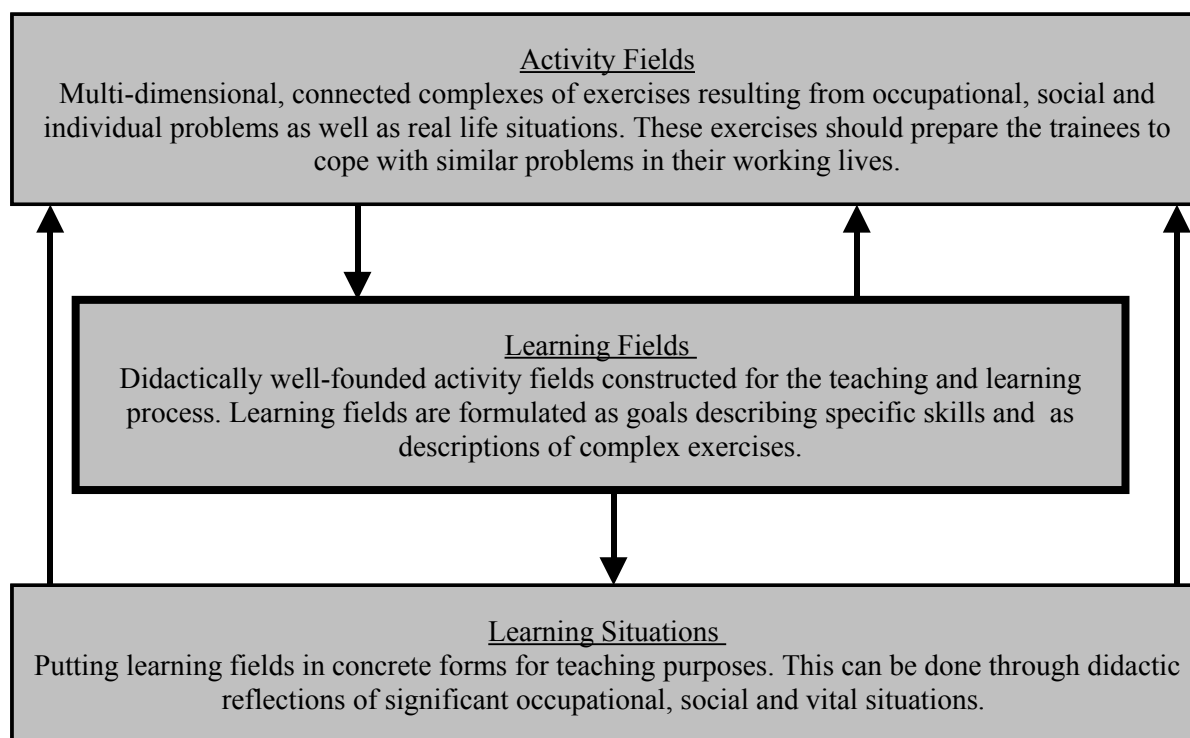 Activity Fields
Multi-dimensional, connected complexes of exercises resulting from occupational, social and
individual problems as well as real life situations. These exercises should prepare the trainees to
cope with similar problems in their working lives.
Learning Fields
Didactically well-founded activity fields constructed for the teaching and learning
process. Learning fields are formulated as goals describing specific skills and  as
descriptions of complex exercises.
Learning Situations
Putting learning fields in concrete forms for teaching purposes. This can be done through didactic
reflections of significant occupational, social and vital situations.